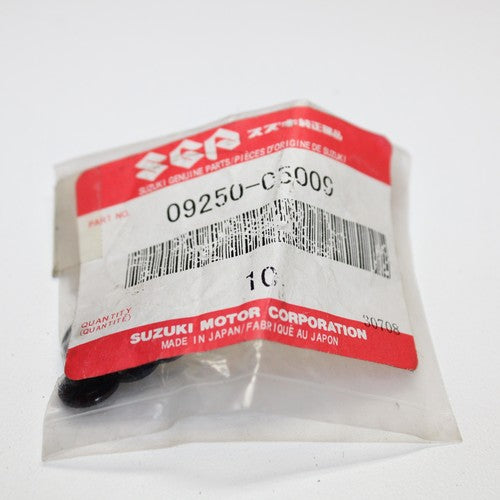 SGP スズキ純正部品
SUZUKI GENUINE PARTS/PIÈCES D'ORIGINE DE SUZUKI
PART NO. 09250-05009
10
QUANTITY
(QUANTITÉ)
30708
SUZUKI MOTOR CORPORATION
MADE IN JAPAN/FABRIQUÉ AU JAPON